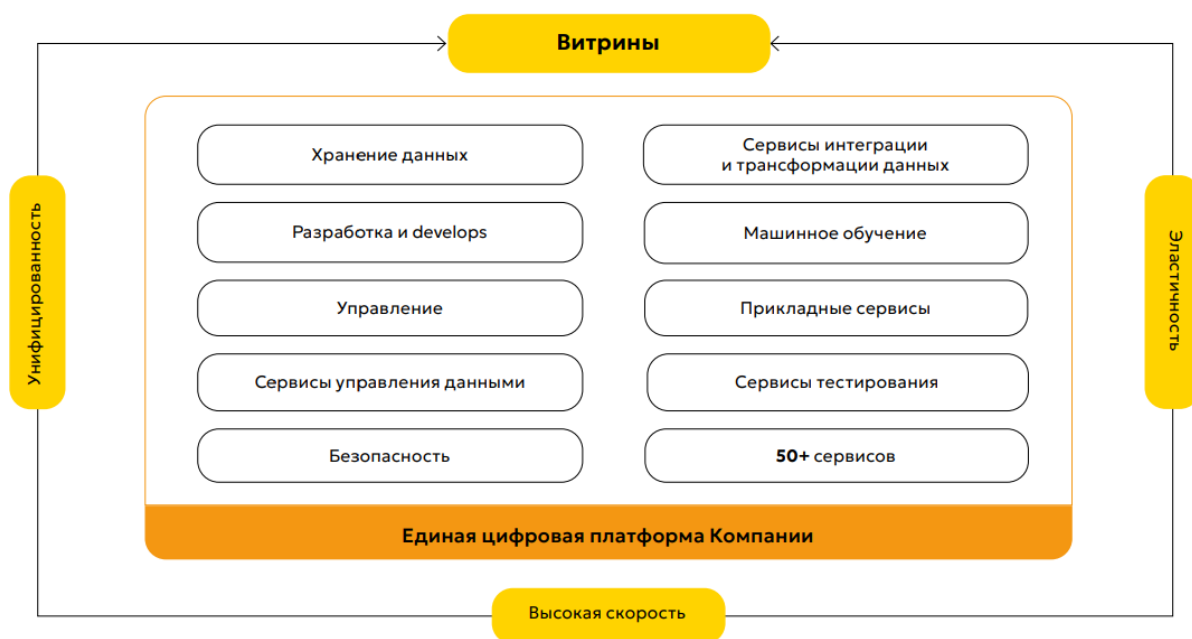 Витрины
Хранение данных
Сервисы интеграции
и трансформации данных
Разработка и develops
Машинное обучение
Управление
Прикладные сервисы
Сервисы управления данными
Сервисы тестирования
Безопасность
50+ сервисов
Единая цифровая платформа Компании
Унифицированность
Эластичность
Высокая скорость